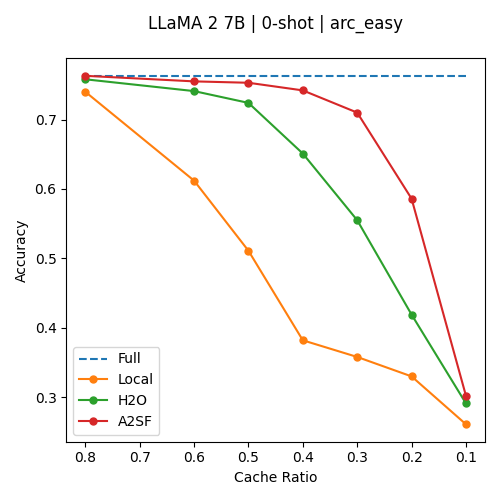 LLaMA 2 7B | 0-shot | arc_easy
Accuracy
0.7
0.6
0.5
0.4
0.3
Full
Local
H2O
A2SF
0.8 0.7 0.6 0.5 0.4 0.3 0.2 0.1
Cache Ratio